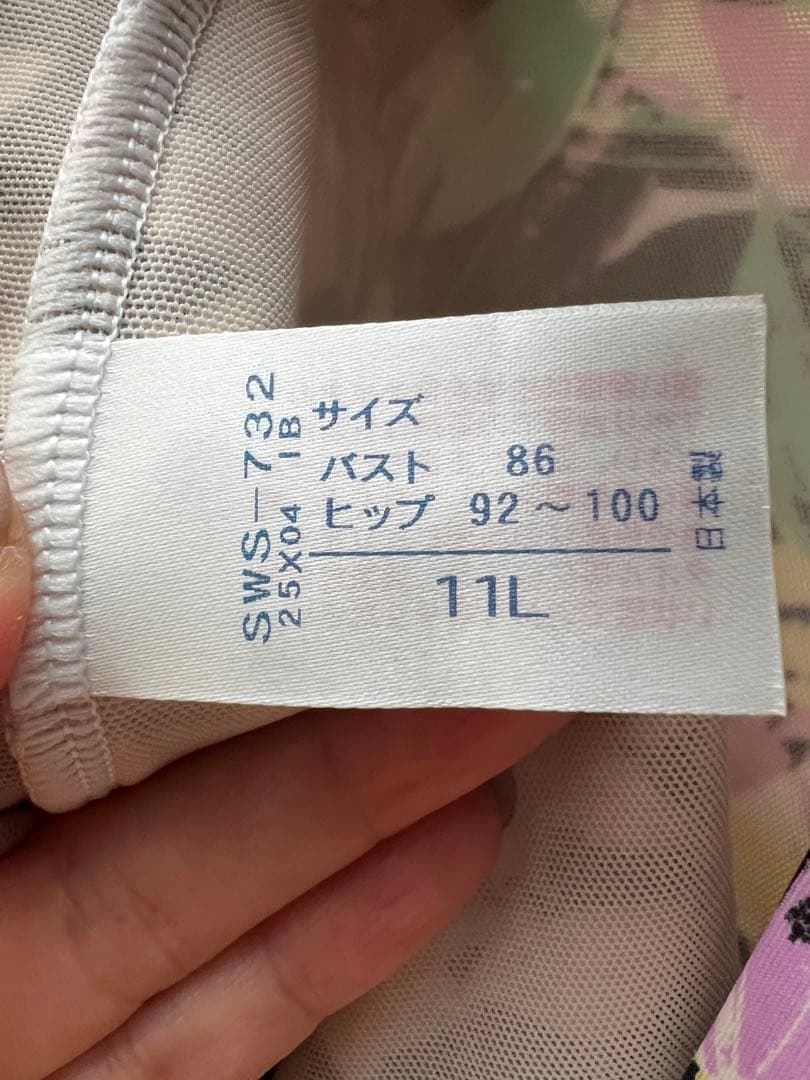 サイズ
バスト 86
ヒップ 92～100
11L
SWS-732
25X04 IB
日本製